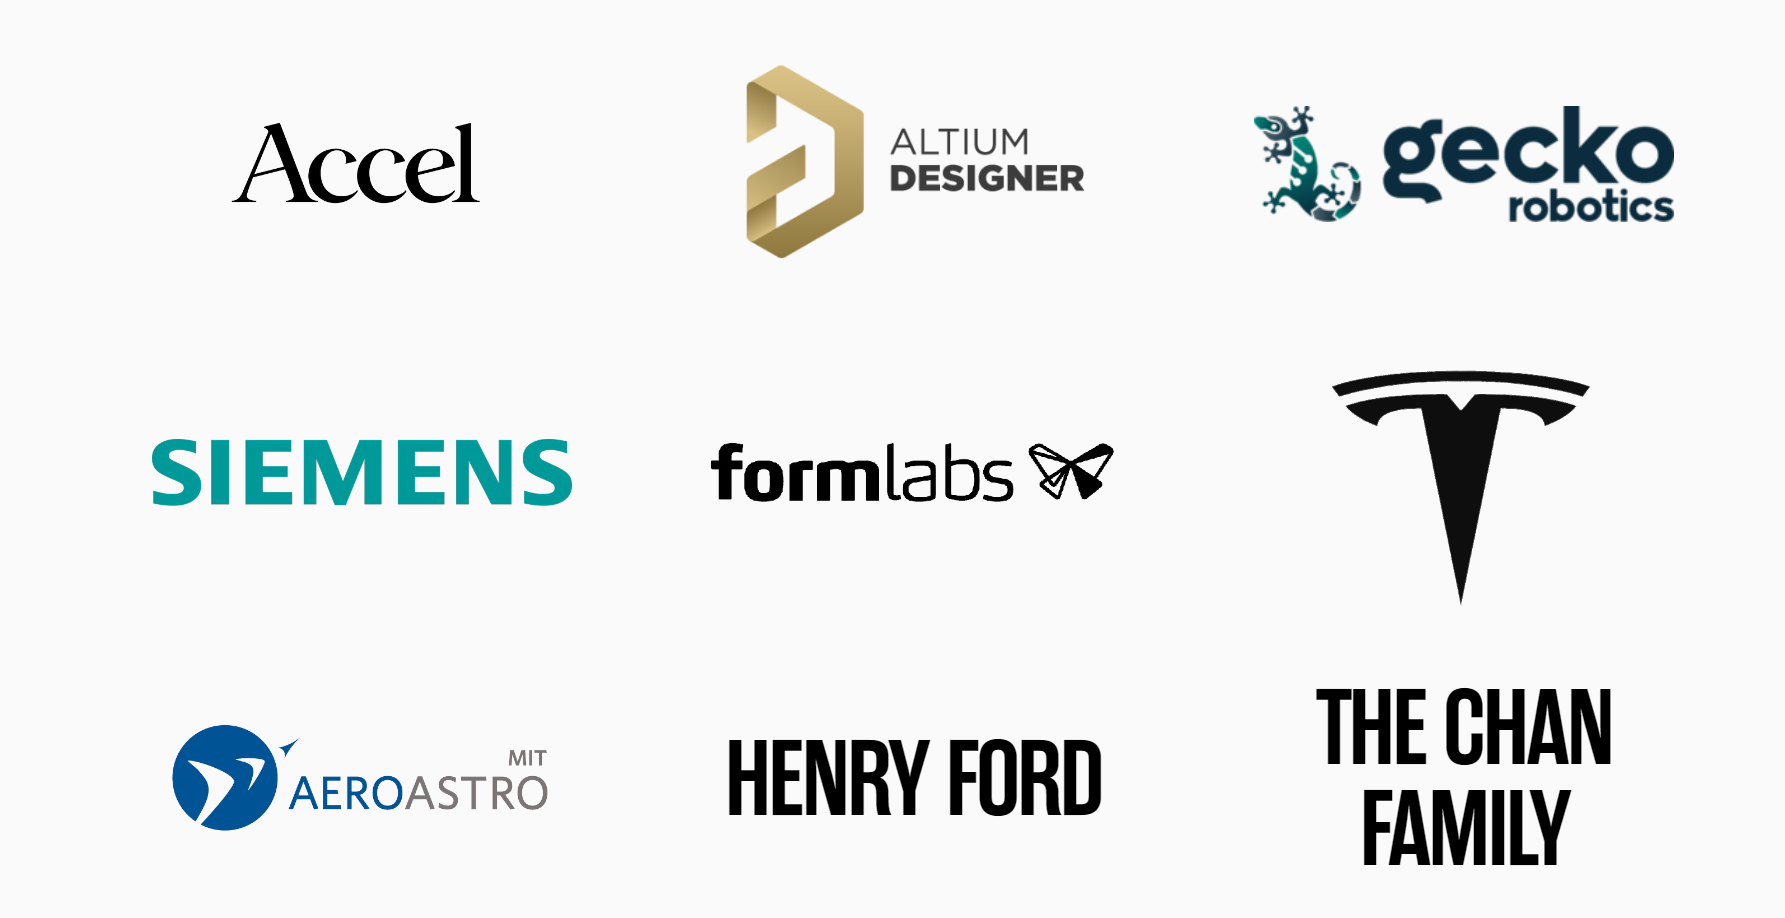 Accel
ALTIUM
DESIGNER
gecko
robotics
SIEMENS
formlabs
MIT
AEROASTRO
HENRY FORD
THE CHAN
FAMILY